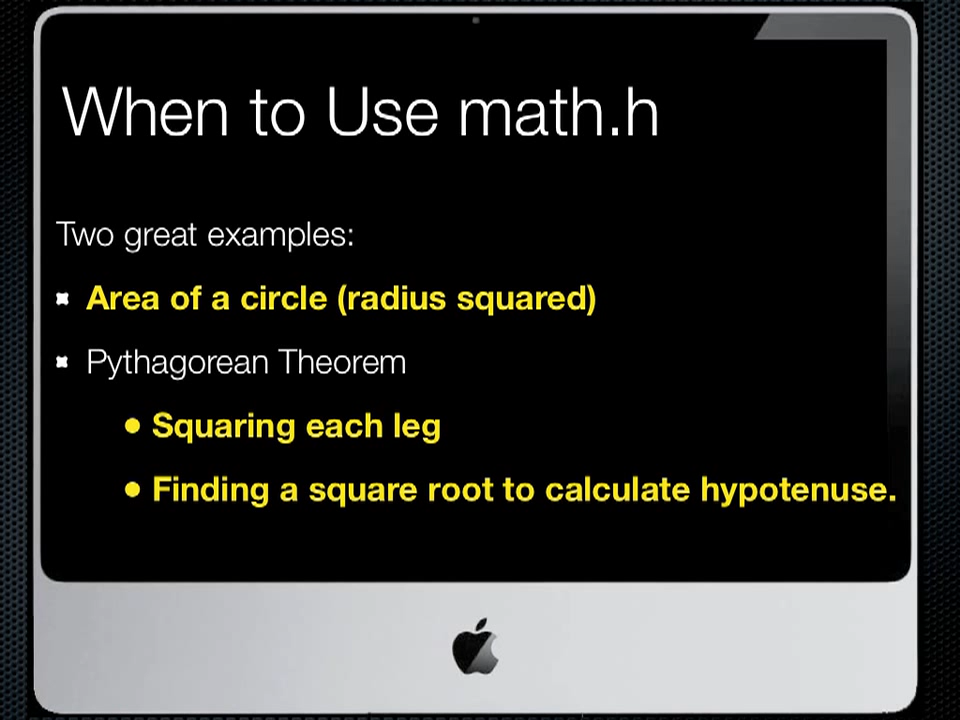 When to Use math.h
Two great examples:
Area of a circle (radius squared)
Pythagorean Theorem
Squaring each leg
Finding a square root to calculate hypotenuse.